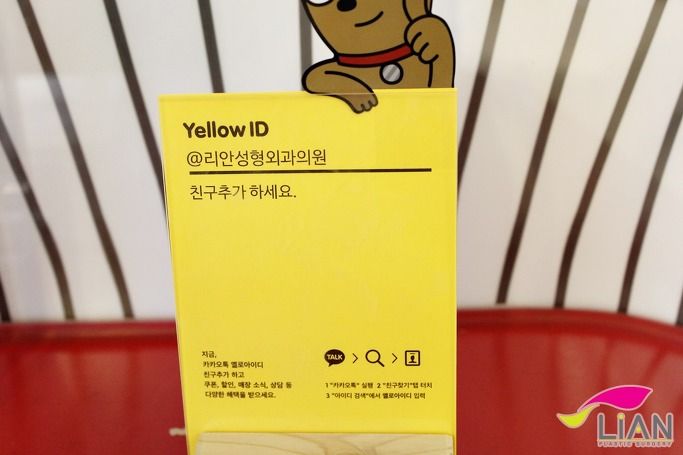 Yellow ID
@리안성형외과의원
친구추가 하세요.
지금,
카카오톡 옐로아이디
친구추가 하고
쿠폰, 할인, 매장 소식, 상담 등
다양한 혜택을 받으세요.
TALK > >
1 "카카오톡" 실행 2 "친구찾기"탭 터치
3 "아이디 검색"에서 옐로아이디 입력
LIAN
PLASTIC SURGERY